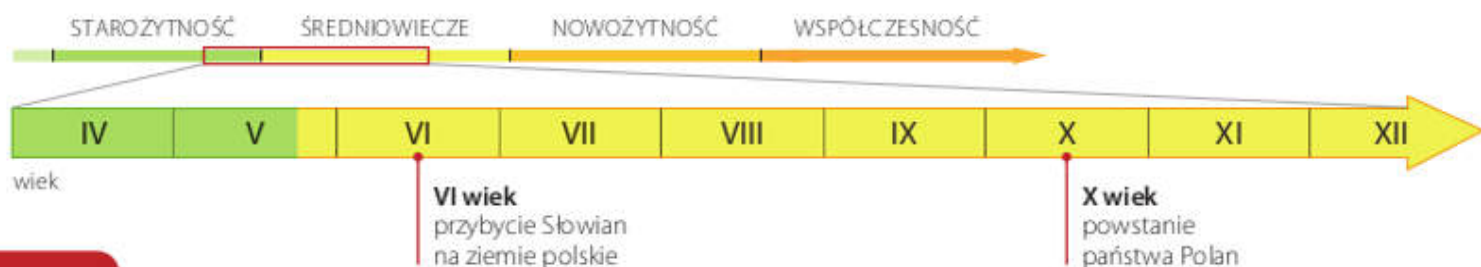 STAROŻYTNOŚĆ ŚREDNIOWIECZE NOWOŻYTNOŚĆ WSPÓŁCZESNOŚĆ
IV V VI VII VIII IX X XI XII
wiek
VI wiek
przybycie Słowian
na ziemie polskie
X wiek
powstanie
państwa Polan